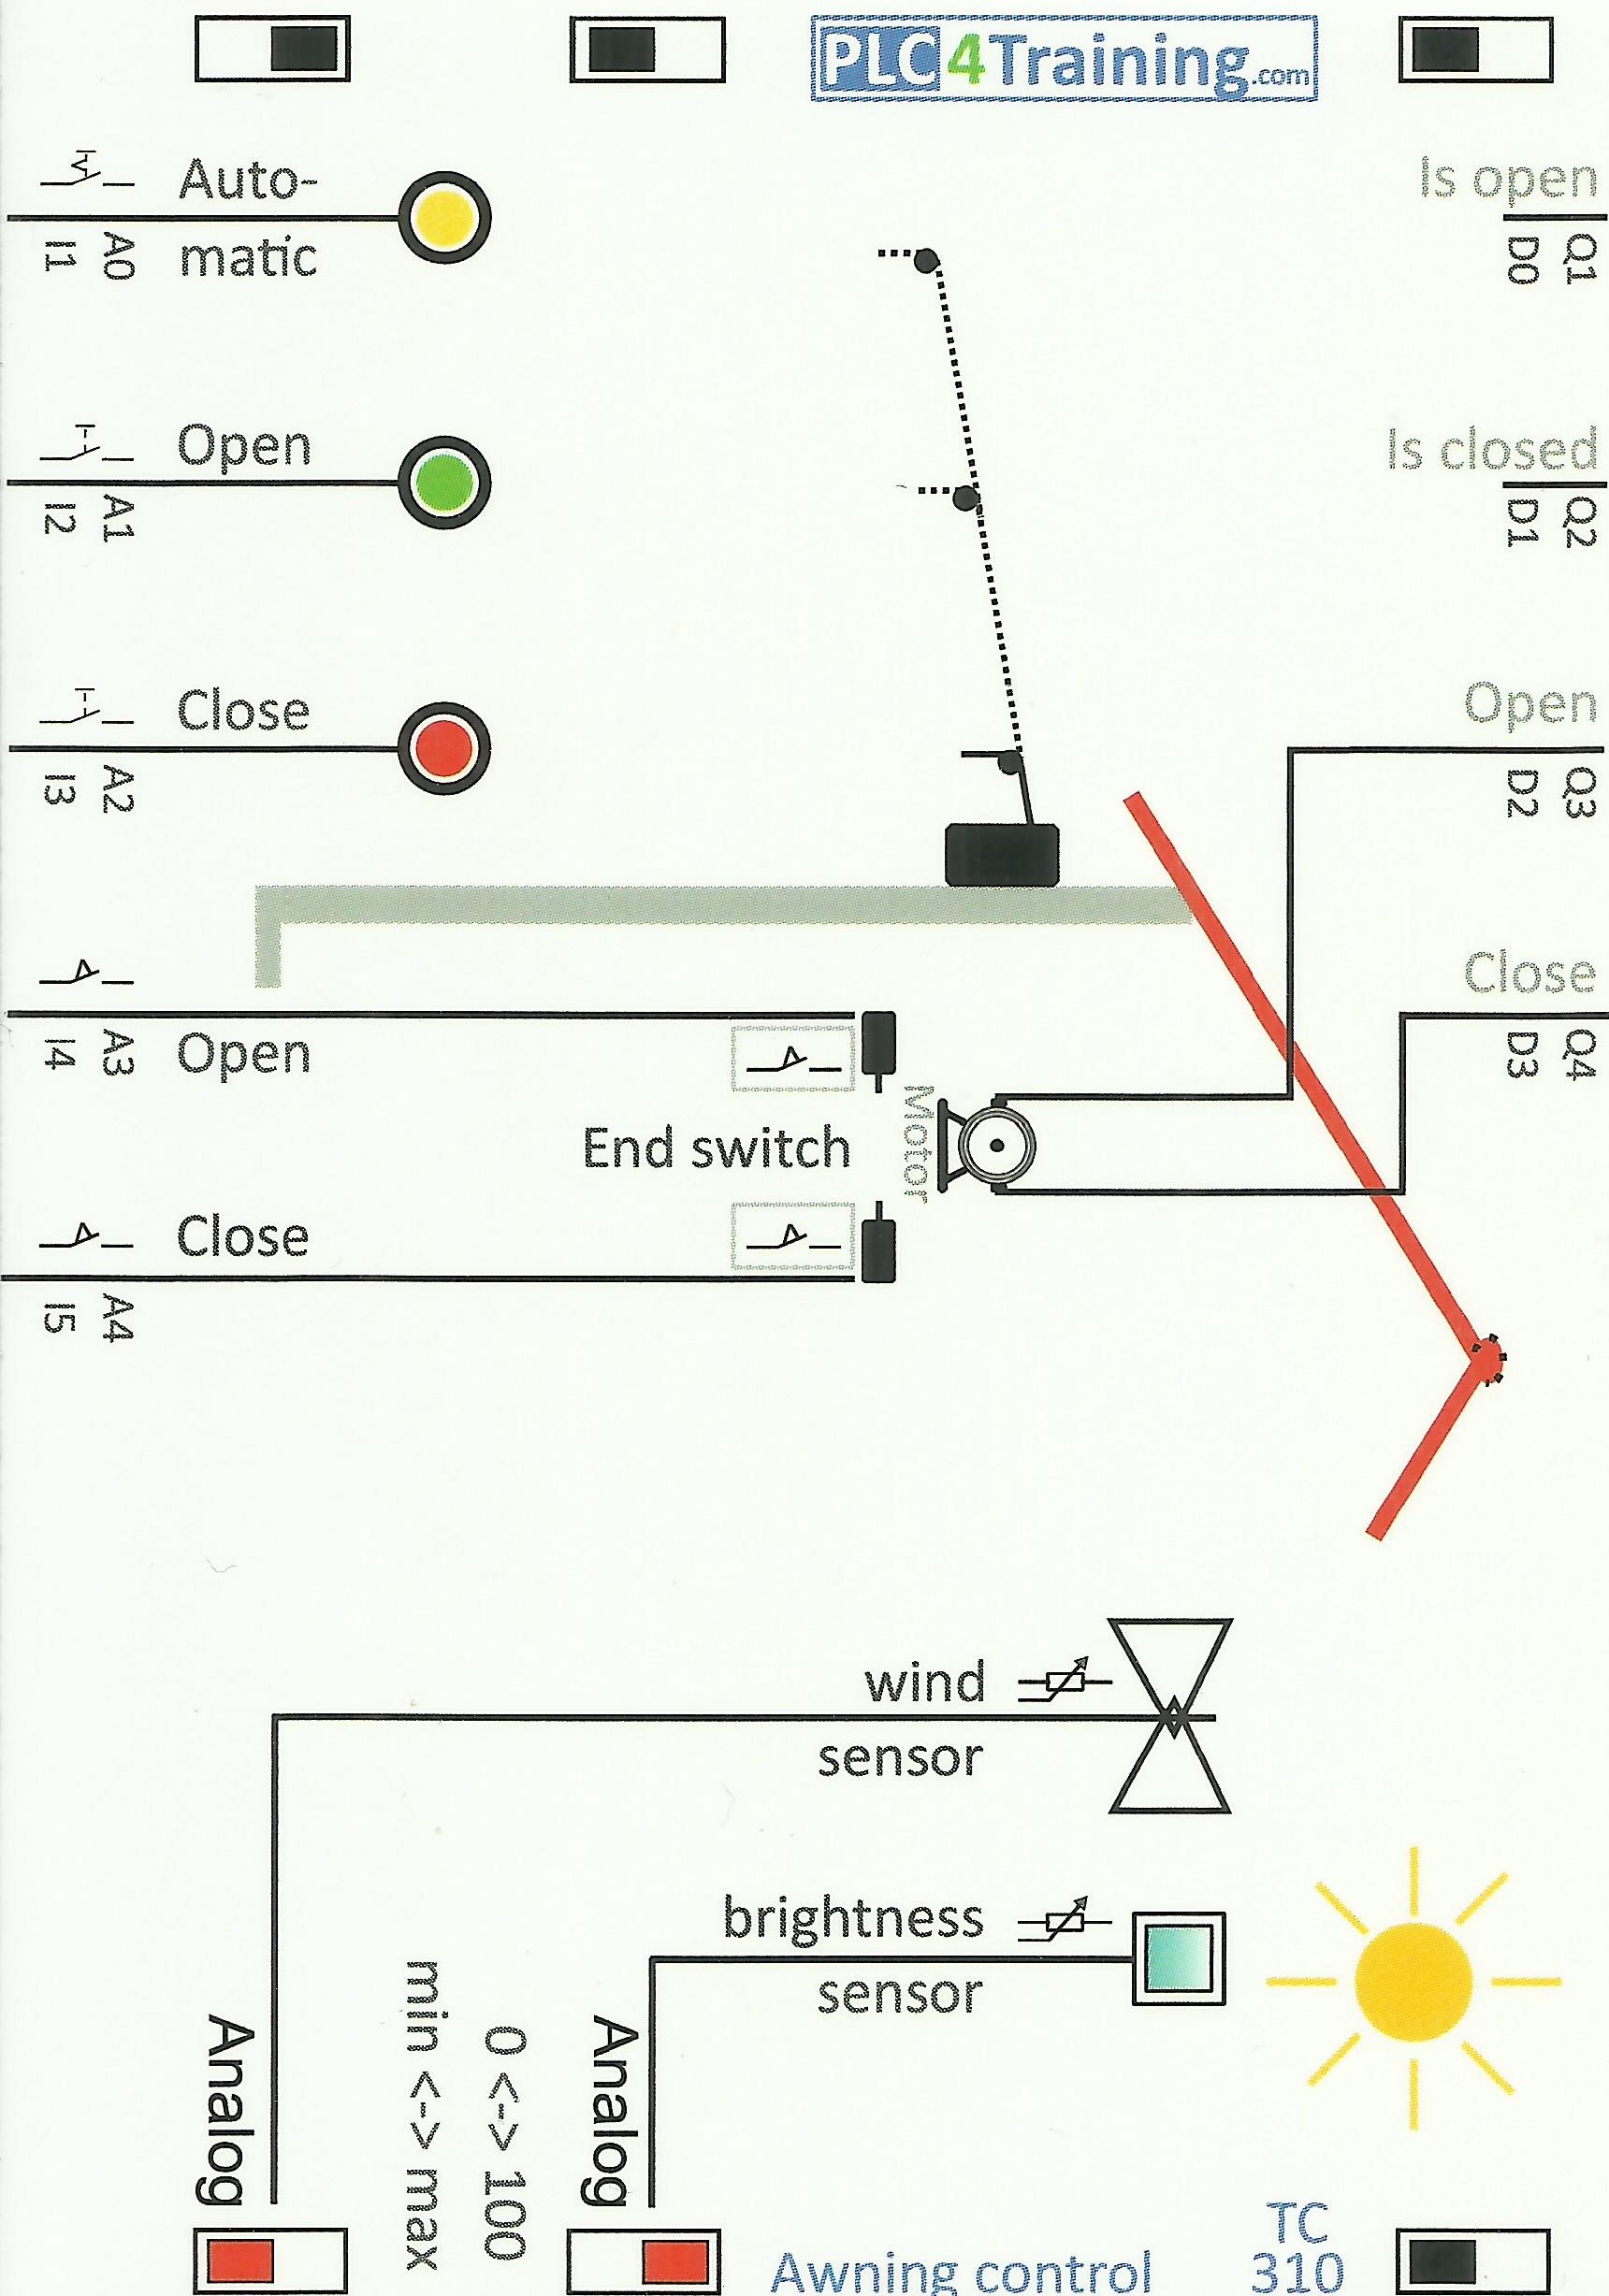 Is open
Q1
D0
Is closed
Q2
D1
Open
Q3
D2
Close
Q4
D3
PLC4Training.com
TC
310
Awning control
Motor
End switch
wind
sensor
brightness
sensor
Analog
0 <-> 100
min <-> max
Analog
Auto-
matic
Open
Close
Open
Close
A0
I1
A1
I2
A2
I3
A3
I4
A4
I5